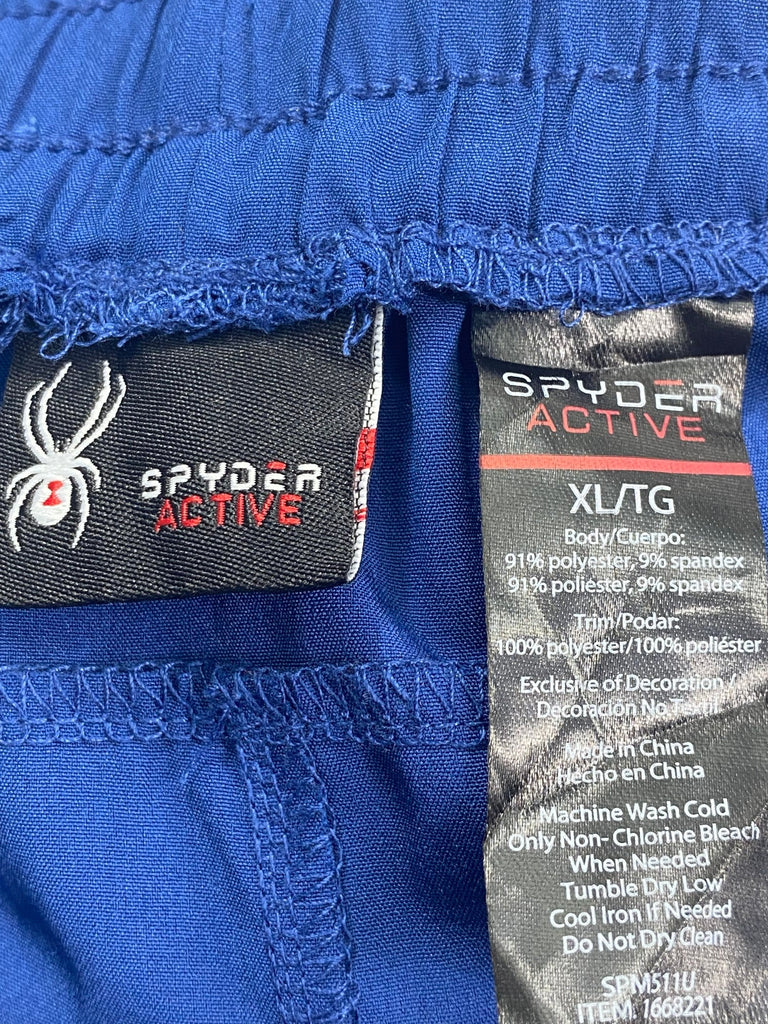 SPYDER
ACTIVE
SPYDER
ACTIVE
XL/TG
Body/Cuerpo:
91% polyester, 9% spandex
91% poliéster, 9% spandex
Trim/Podar:
100% polyester/100% poliéster
Exclusive of Decoration /
Decoración No Textil
Made in China
Hecho en China
Machine Wash Cold
Only Non- Chlorine Bleach
When Needed
Tumble Dry Low
Cool Iron If Needed
Do Not Dry Clean
SPM511U
ITEM. 1668221